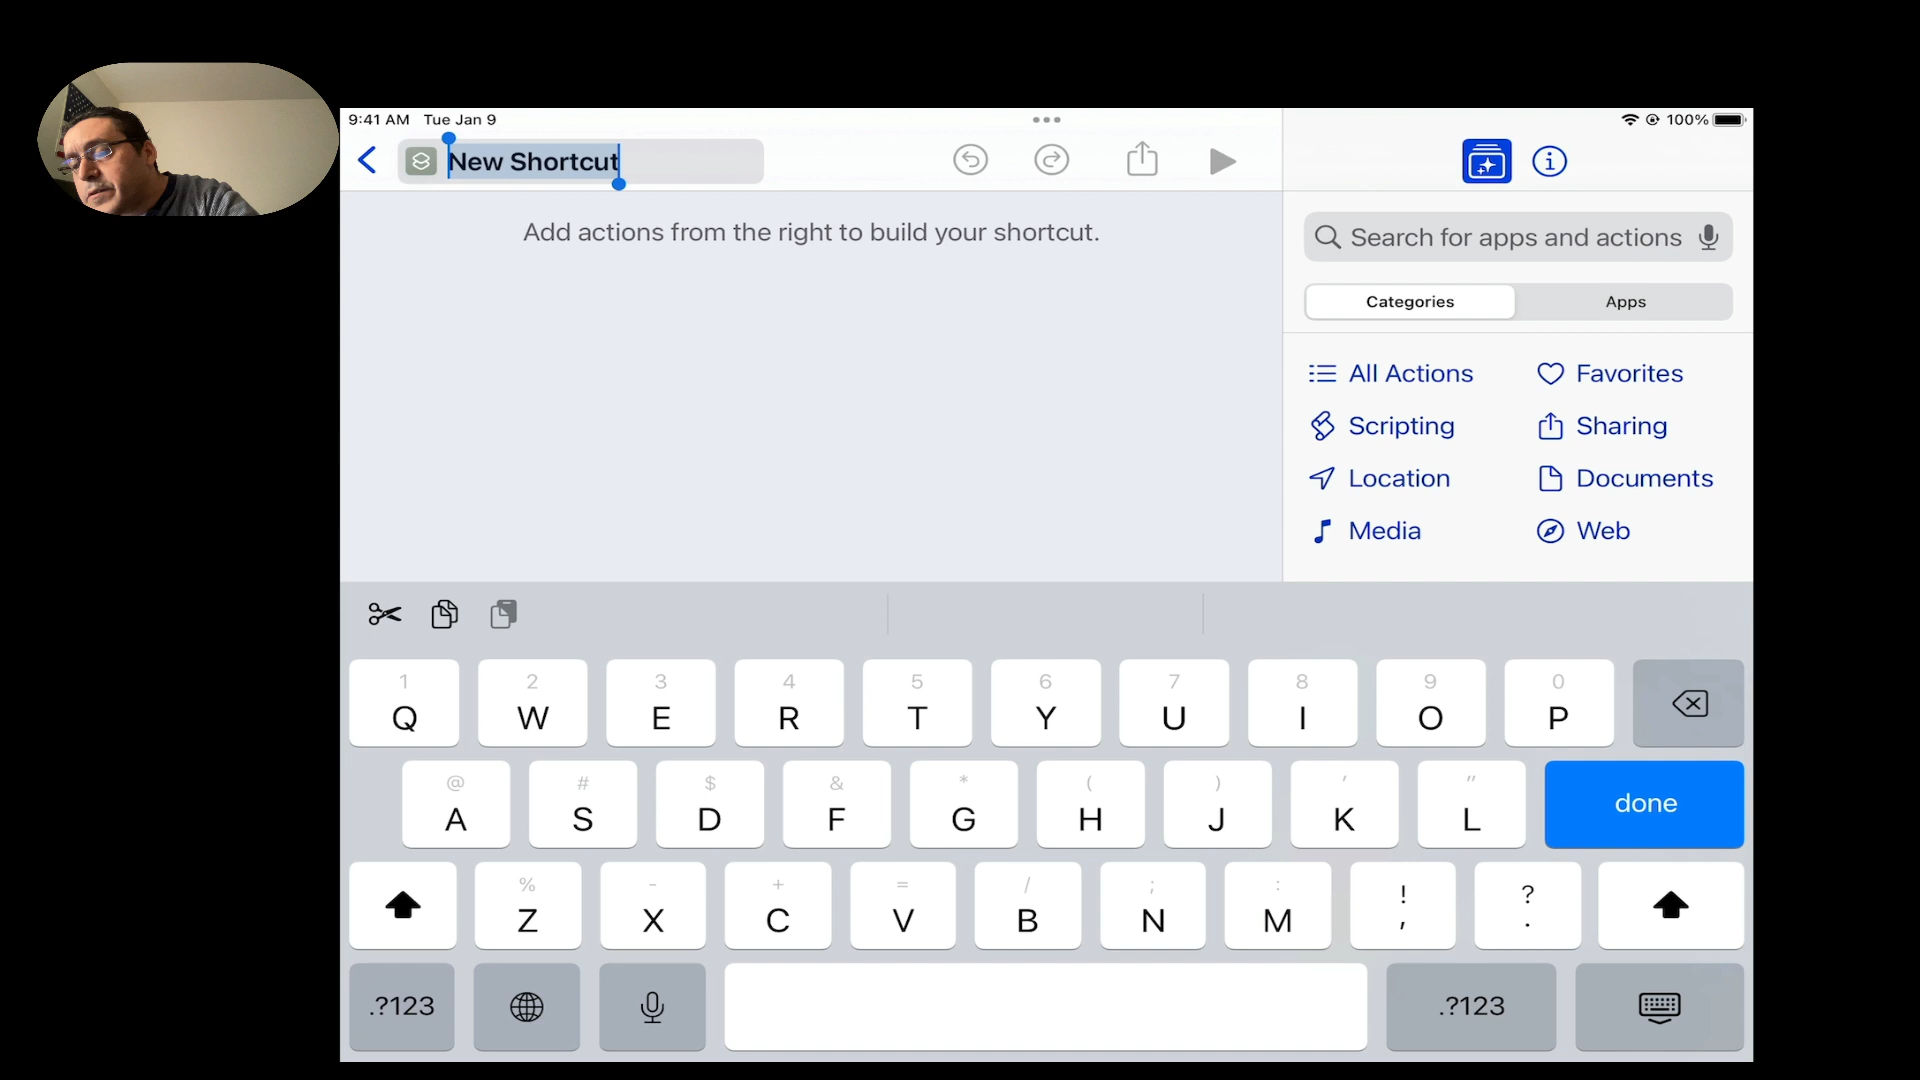 9:41 AM Tue Jan 9
100%
New Shortcut
Add actions from the right to build your shortcut.
Search for apps and actions
Categories Apps
All Actions Favorites
Scripting Sharing
Location Documents
Media Web
1 2 3 4 5 6 7 8 9 0
Q W E R T Y U I O P
@ # $ & * ( ) ' "
A S D F G H J K L done
% - + = / ; : ! ?
Z X C V B N M , .
.?123 .?123